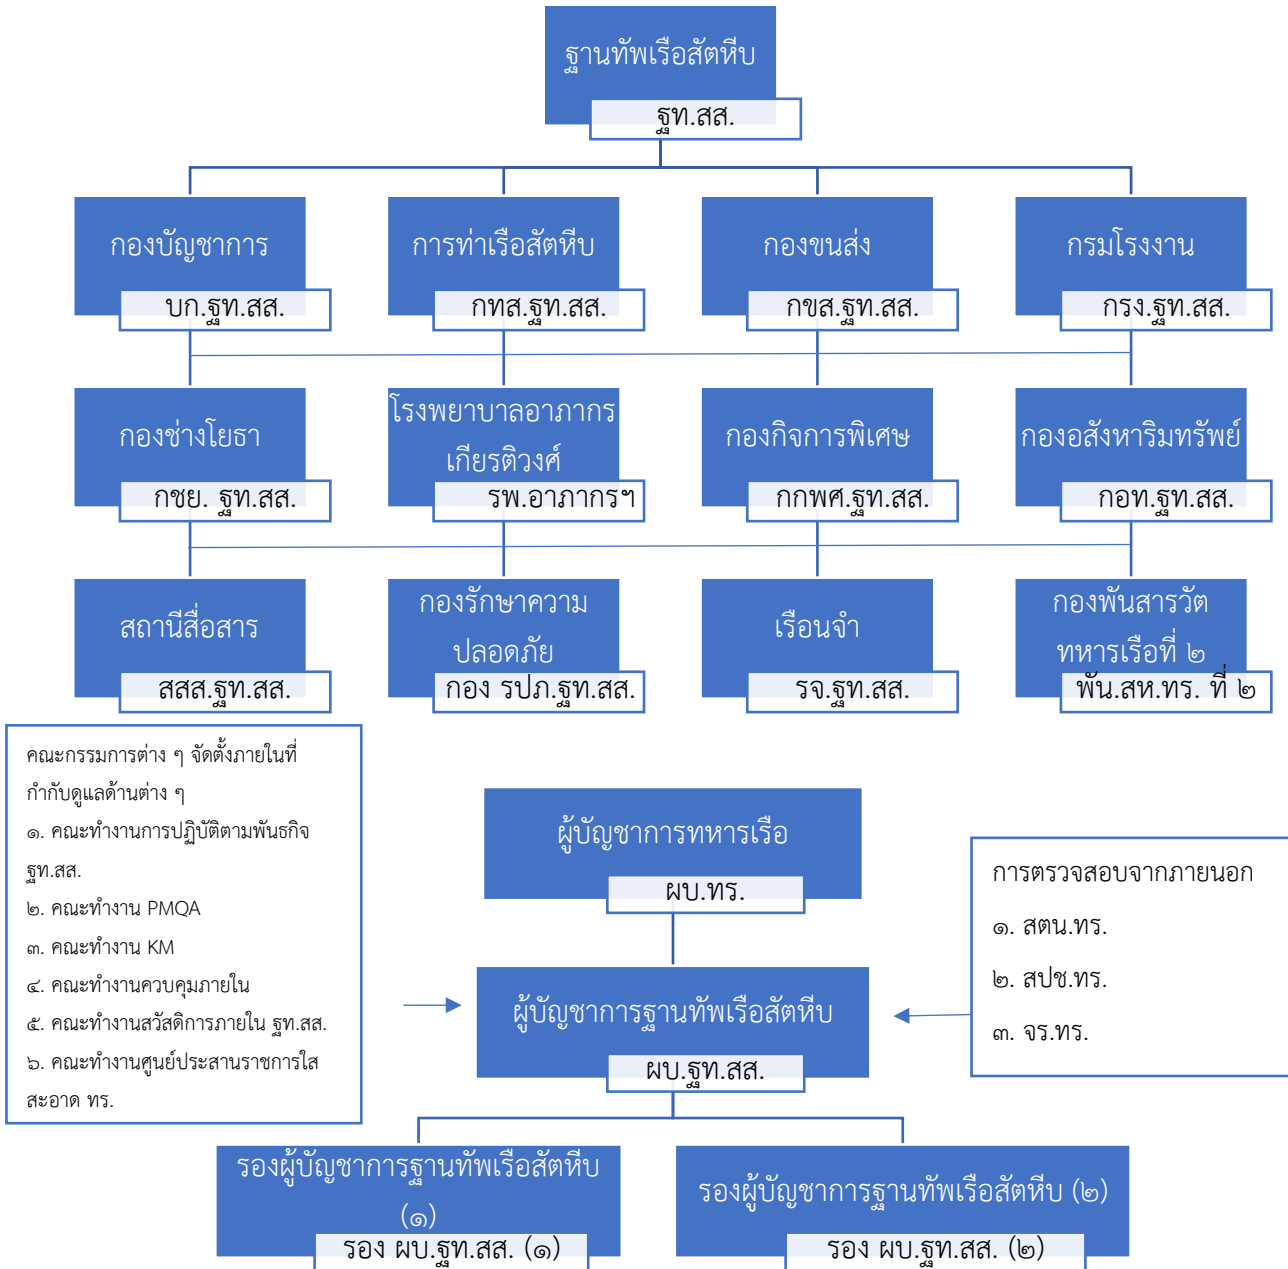 ฐานทัพเรือสัตหีบ
ฐท.สส.
กองบัญชาการ
บก.ฐท.สส.
การท่าเรือสัตหีบ
กทส.ฐท.สส.
กองขนส่ง
กขส.ฐท.สส.
กรมโรงงาน
กรง.ฐท.สส.
กองช่างโยธา
กชย. ฐท.สส.
โรงพยาบาลอาภากร
เกียรติวงศ์
รพ.อาภากรฯ
กองกิจการพิเศษ
กกพศ.ฐท.สส.
กองอสังหาริมทรัพย์
กอท.ฐท.สส.
สถานีสื่อสาร
สสส.ฐท.สส.
กองรักษาความ
ปลอดภัย
กอง รปภ.ฐท.สส.
เรือนจำ
รจ.ฐท.สส.
กองพันสารวัต
ทหารเรือที่ ๒
พัน.สห.ทร. ที่ ๒
คณะกรรมการต่าง ๆ จัดตั้งภายในที่
กำกับดูแลด้านต่าง ๆ
๑. คณะทำงานการปฏิบัติตามพันธกิจ
ฐท.สส.
๒. คณะทำงาน PMQA
๓. คณะทำงาน KM
๔. คณะทำงานควบคุมภายใน
๕. คณะทำงานสวัสดิการภายใน ฐท.สส.
๖. คณะทำงานศูนย์ประสานราชการใส
สะอาด ทร.
ผู้บัญชาการทหารเรือ
ผบ.ทร.
ผู้บัญชาการฐานทัพเรือสัตหีบ
ผบ.ฐท.สส.
การตรวจสอบจากภายนอก
๑. สตน.ทร.
๒. สปช.ทร.
๓. จร.ทร.
รองผู้บัญชาการฐานทัพเรือสัตหีบ
(๑)
รอง ผบ.ฐท.สส. (๑)
รองผู้บัญชาการฐานทัพเรือสัตหีบ (๒)
รอง ผบ.ฐท.สส. (๒)